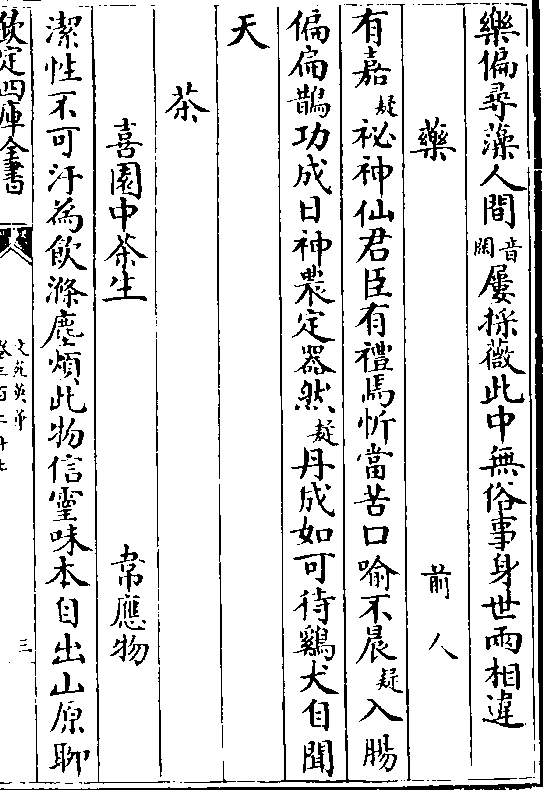 樂偏尋藻人間音闊屢採薇此中無俗事身世兩相違
藥　前人
有嘉疑祕神仙君臣有禮焉忻當苦口喻不晨疑入腸
偏扁鵲功成日神農定器然疑丹成如可待鷄犬自聞
天
茶
喜園中茶生　韋應物
潔性不可汙為飲滌塵煩此物信靈味本自出山原聊
欽定四庫全書
文苑英華
卷三百二十七
三